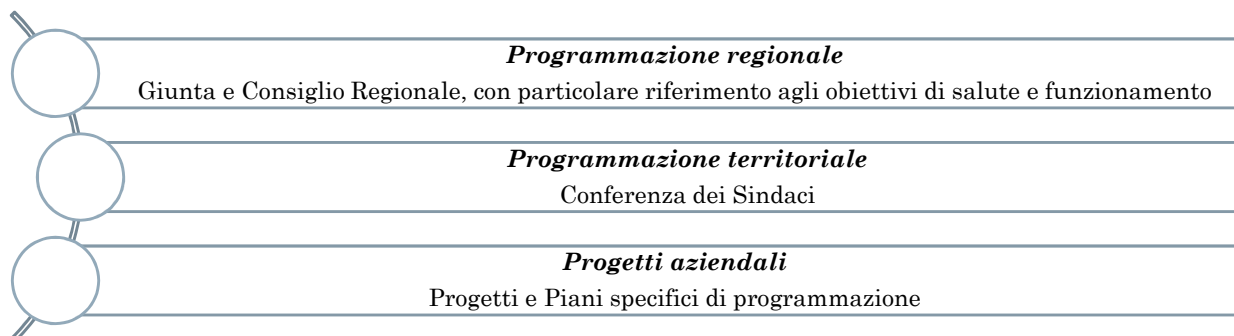 Programmazione regionale
Giunta e Consiglio Regionale, con particolare riferimento agli obiettivi di salute e funzionamento
Programmazione territoriale
Conferenza dei Sindaci
Progetti aziendali
Progetti e Piani specifici di programmazione